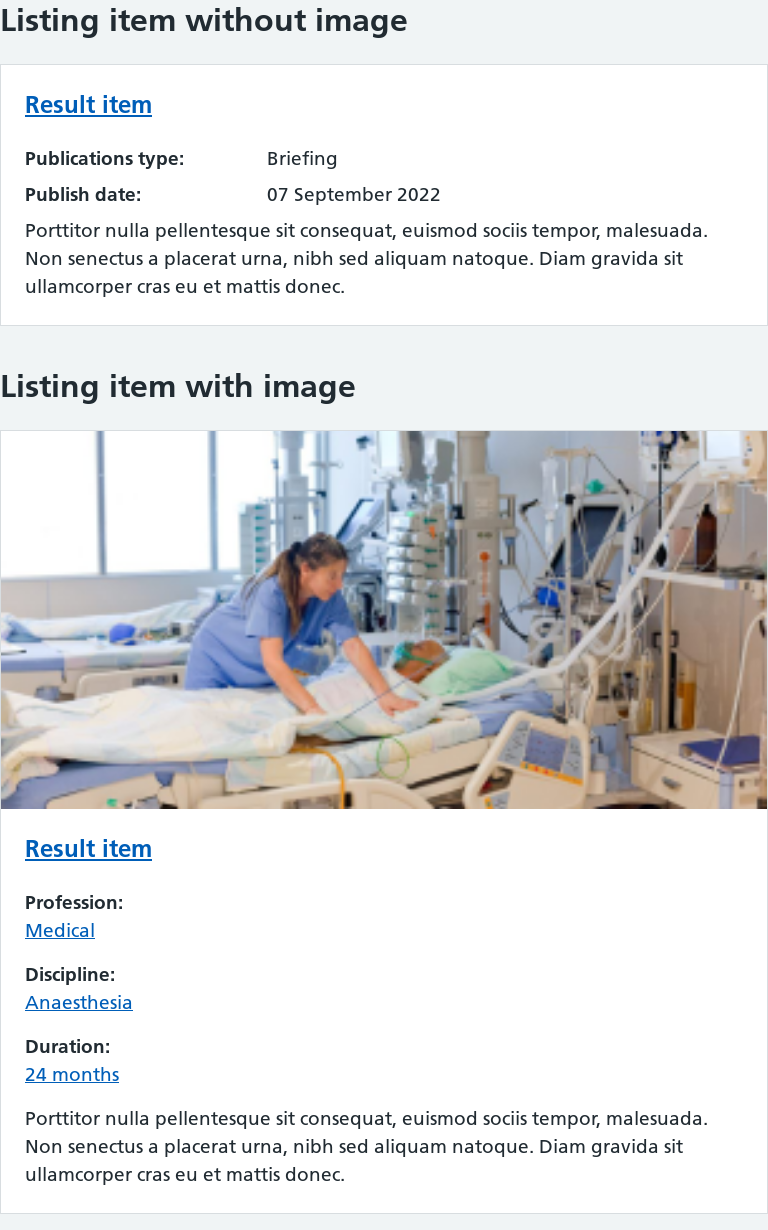 Listing item without image
Result item
Publications type: Briefing
Publish date: 07 September 2022
Porttitor nulla pellentesque sit consequat, euismod sociis tempor, malesuada.
Non senectus a placerat urna, nibh sed aliquam natoque. Diam gravida sit
ullamcorper cras eu et mattis donec.
Listing item with image
Result item
Profession:
Medical
Discipline:
Anaesthesia
Duration:
24 months
Porttitor nulla pellentesque sit consequat, euismod sociis tempor, malesuada.
Non senectus a placerat urna, nibh sed aliquam natoque. Diam gravida sit
ullamcorper cras eu et mattis donec.